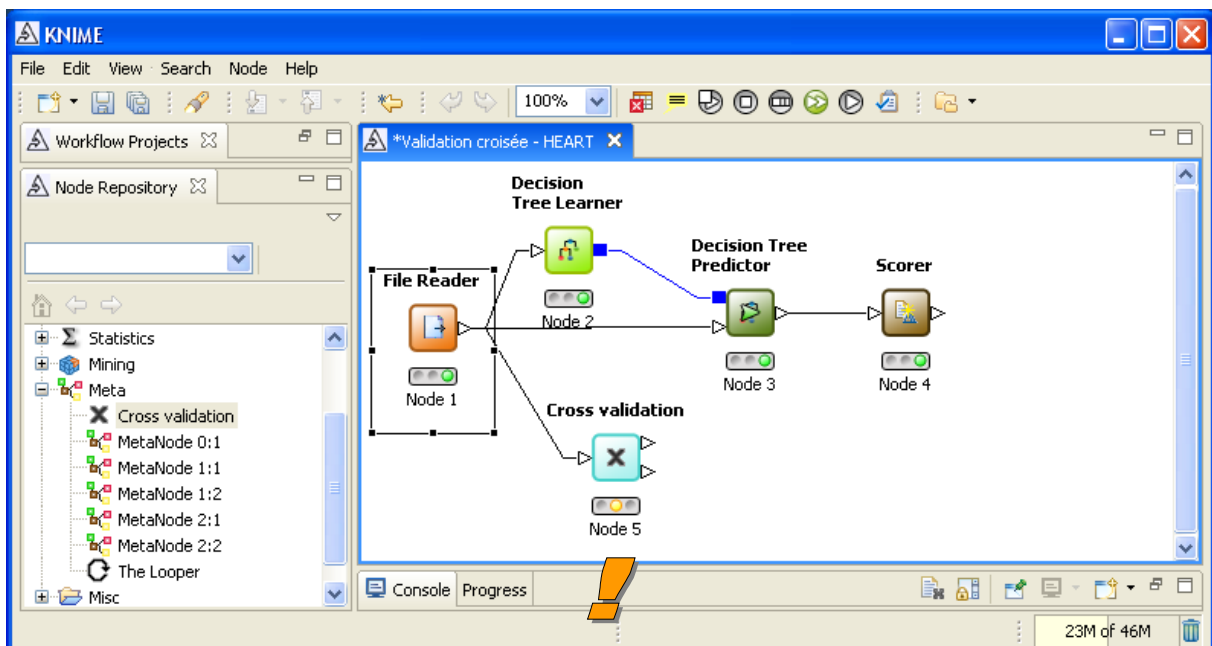 KNIME
File Edit View Search Node Help
100%
Workflow Projects
*Validation croisée - HEART
Node Repository
Statistics
Mining
Meta
Cross validation
MetaNode 0:1
MetaNode 1:1
MetaNode 1:2
MetaNode 2:1
MetaNode 2:2
The Looper
Misc
Decision
Tree Learner
Node 2
File Reader
Node 1
Decision Tree
Predictor
Node 3
Scorer
Node 4
Cross validation
Node 5
!
Console Progress
23M of 46M